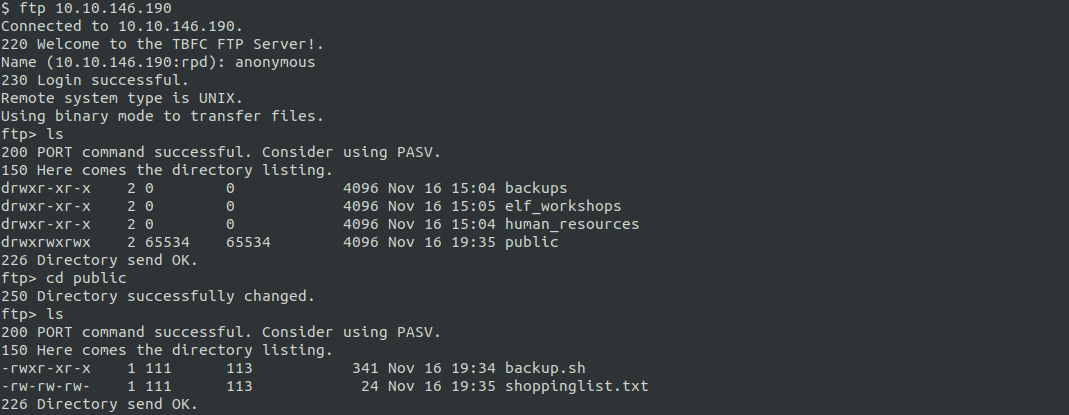 $ ftp 10.10.146.190
Connected to 10.10.146.190.
220 Welcome to the TBFC FTP Server!.
Name (10.10.146.190:rpd): anonymous
230 Login successful.
Remote system type is UNIX.
Using binary mode to transfer files.
ftp> ls
200 PORT command successful. Consider using PASV.
150 Here comes the directory listing.
drwxr-xr-x    2 0        0            4096 Nov 16 15:04 backups
drwxr-xr-x    2 0        0            4096 Nov 16 15:05 elf_workshops
drwxr-xr-x    2 0        0            4096 Nov 16 15:04 human_resources
drwxrwxrwx    2 65534    65534        4096 Nov 16 19:35 public
226 Directory send OK.
ftp> cd public
250 Directory successfully changed.
ftp> ls
200 PORT command successful. Consider using PASV.
150 Here comes the directory listing.
-rwxr-xr-x    1 111      113           341 Nov 16 19:34 backup.sh
-rw-rw-rw-    1 111      113            24 Nov 16 19:35 shoppinglist.txt
226 Directory send OK.